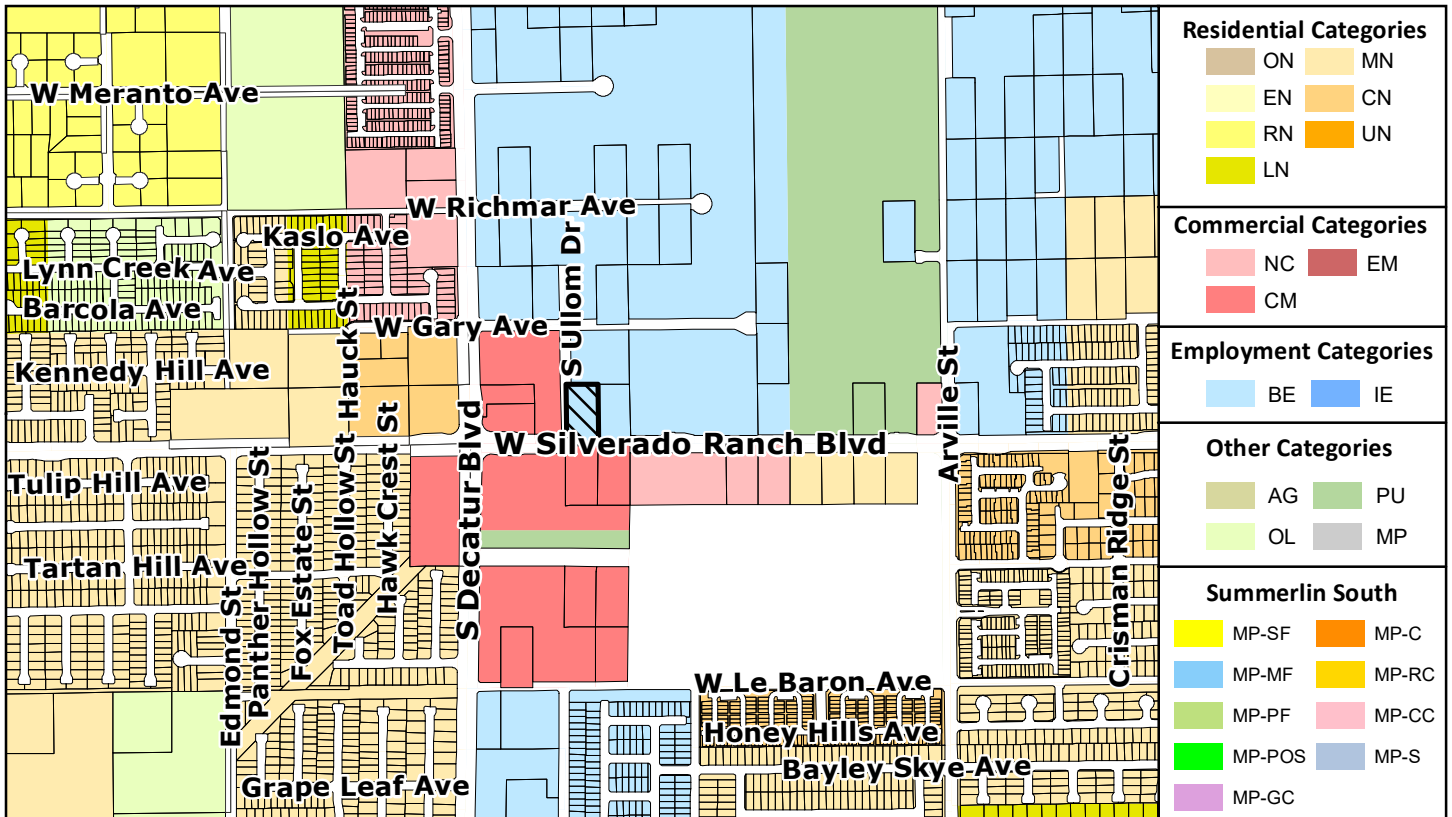 W Meranto Ave
W Richmar Ave
Kaslo Ave
Lynn Creek Ave
Barcola Ave
W Gary Ave
Kennedy Hill Ave
S Ullom Dr
Hauck St
Arville St
W Silverado Ranch Blvd
Tulip Hill Ave
Tartan Hill Ave
Edmond St
Panther Hollow St
Fox Estate St
Toad Hollow St
Hawk Crest St
S Decatur Blvd
Crisman Ridge St
W Le Baron Ave
Honey Hills Ave
Bayley Skye Ave
Grape Leaf Ave
Residential Categories
ON MN
EN CN
RN UN
LN
Commercial Categories
NC EM
CM
Employment Categories
BE IE
Other Categories
AG PU
OL MP
Summerlin South
MP-SF MP-C
MP-MF MP-RC
MP-PF MP-CC
MP-POS MP-S
MP-GC